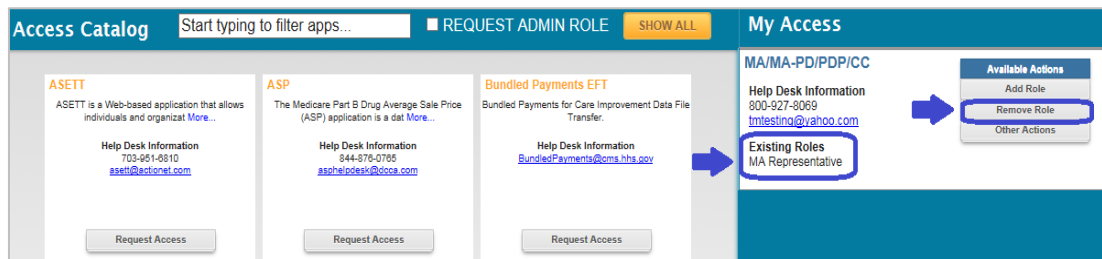 Access Catalog
Start typing to filter apps...
REQUEST ADMIN ROLE
SHOW ALL
ASETT
ASETT is a Web-based application that allows
individuals and organizat More...
Help Desk Information
703-951-6810
asett@actionet.com
Request Access
ASP
The Medicare Part B Drug Average Sale Price
(ASP) application is a dat More...
Help Desk Information
844-876-0765
asphelpdesk@dcca.com
Request Access
Bundled Payments EFT
Bundled Payments for Care Improvement Data File
Transfer.
Help Desk Information
BundledPayments@cms.hhs.gov
Request Access
My Access
MA/MA-PD/PDP/CC
Help Desk Information
800-927-8069
tmtesting@yahoo.com
Existing Roles
MA Representative
Available Actions
Add Role
Remove Role
Other Actions